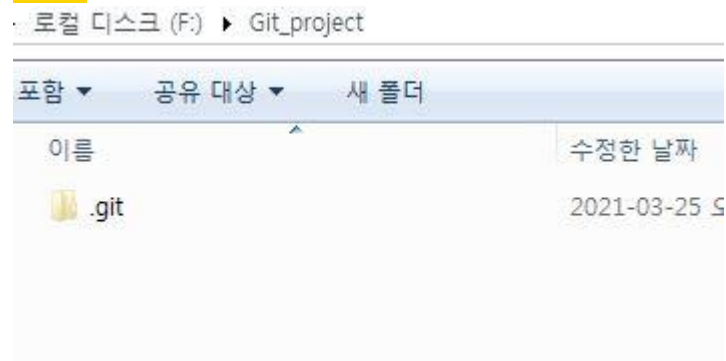 로컬 디스크 (F:) ▶ Git_project
포함 ▼ 공유 대상 ▼ 새 폴더
이름 수정한 날짜
.git 2021-03-25